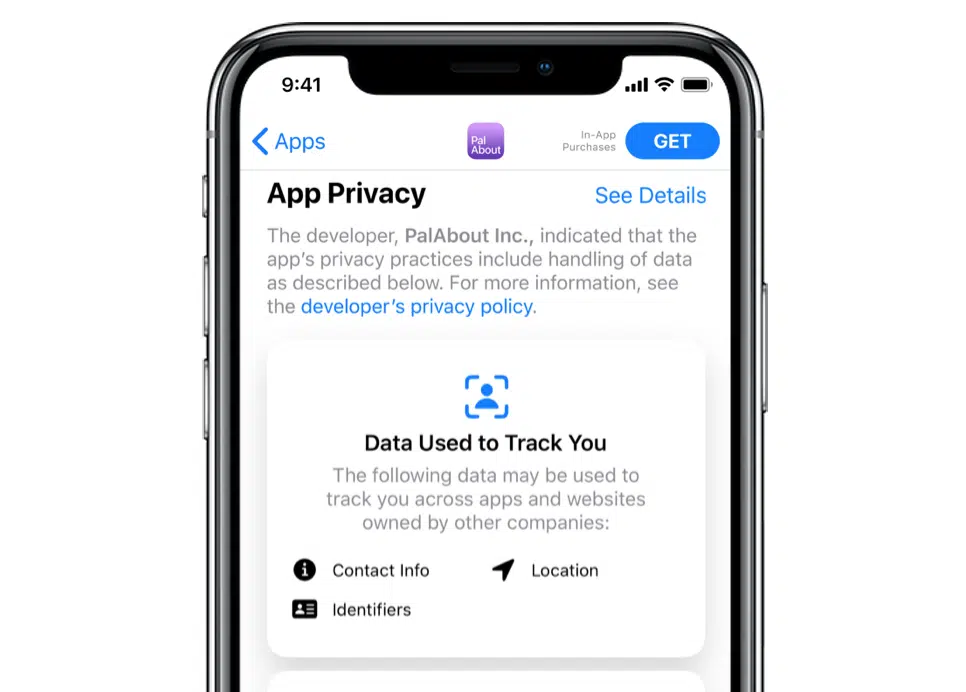 9:41
Apps
Pal
About
In-App
Purchases
GET
App Privacy
See Details
The developer, PalAbout Inc., indicated that the
app’s privacy practices include handling of data
as described below. For more information, see
the developer’s privacy policy.
Data Used to Track You
The following data may be used to
track you across apps and websites
owned by other companies:
Contact Info
Location
Identifiers